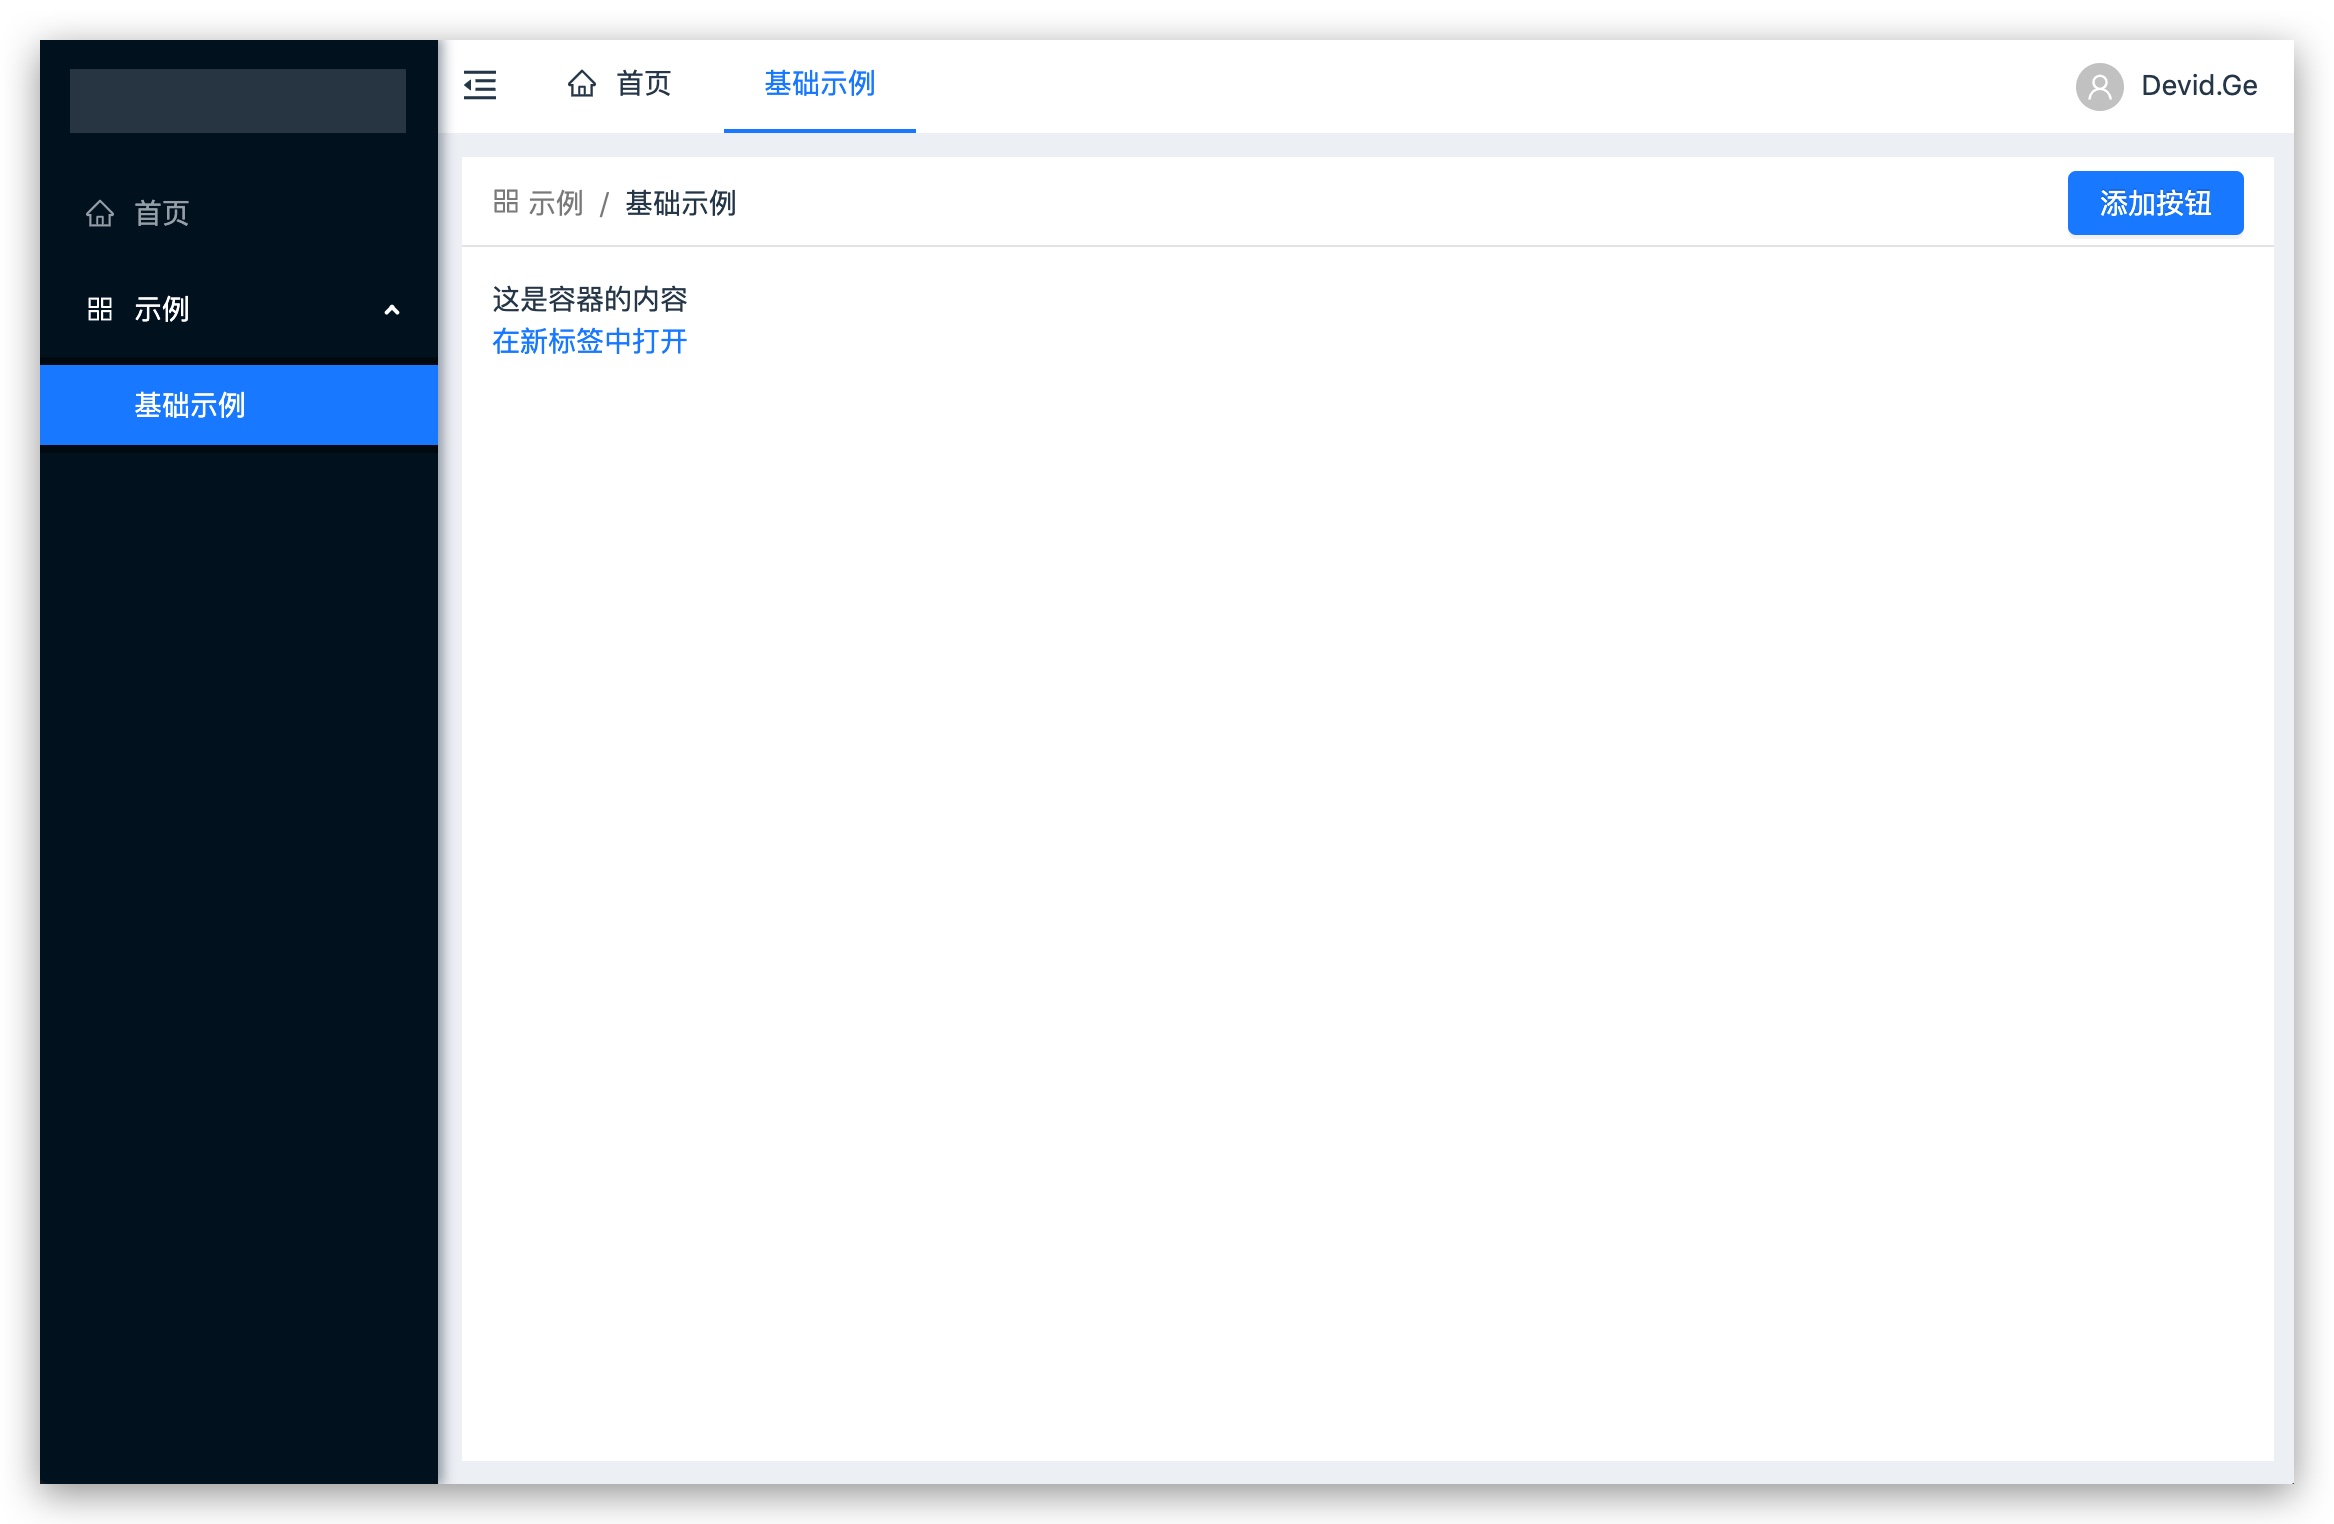 首页
示例
基础示例
首页 基础示例 Devid.Ge
示例 / 基础示例 添加按钮
这是容器的内容
在新标签中打开